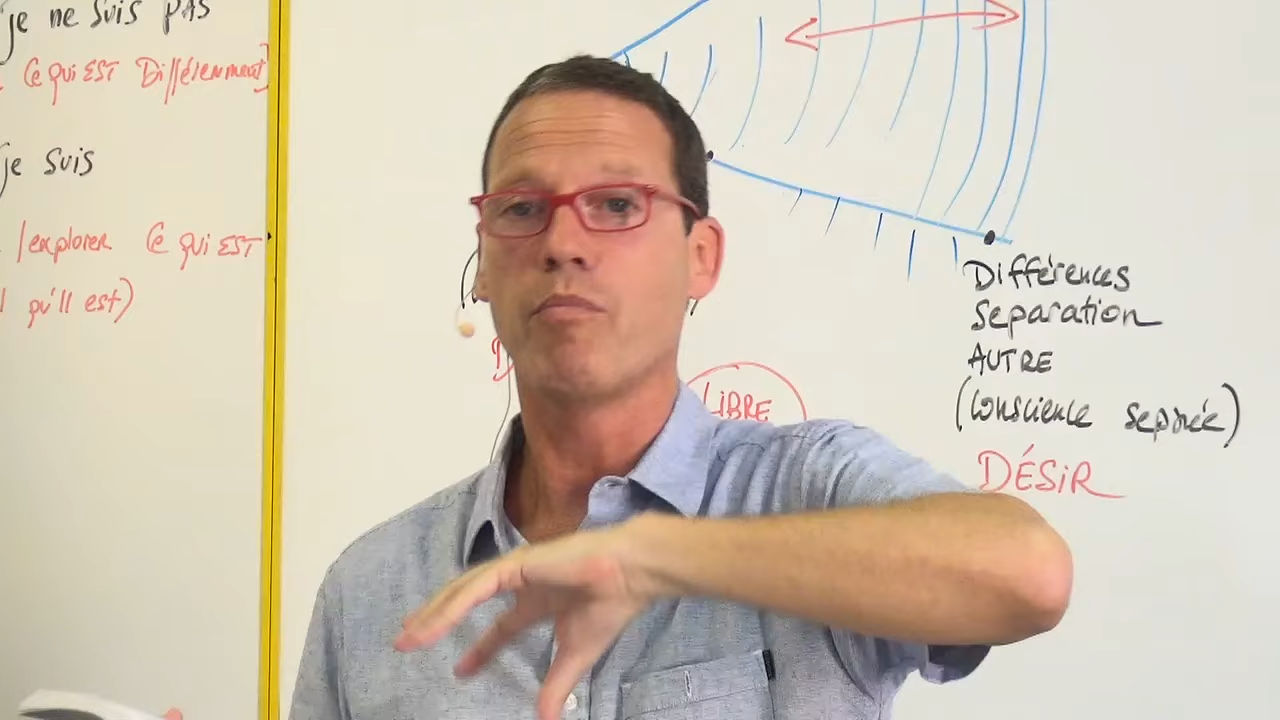 je ne suis pas
Ce qui EST Différemment]
je suis
/explorer Ce qui EST
qu'il est)
D
LIBRE
Différences
Separation
AUTRE
(Conscience séparée)
DÉSIR